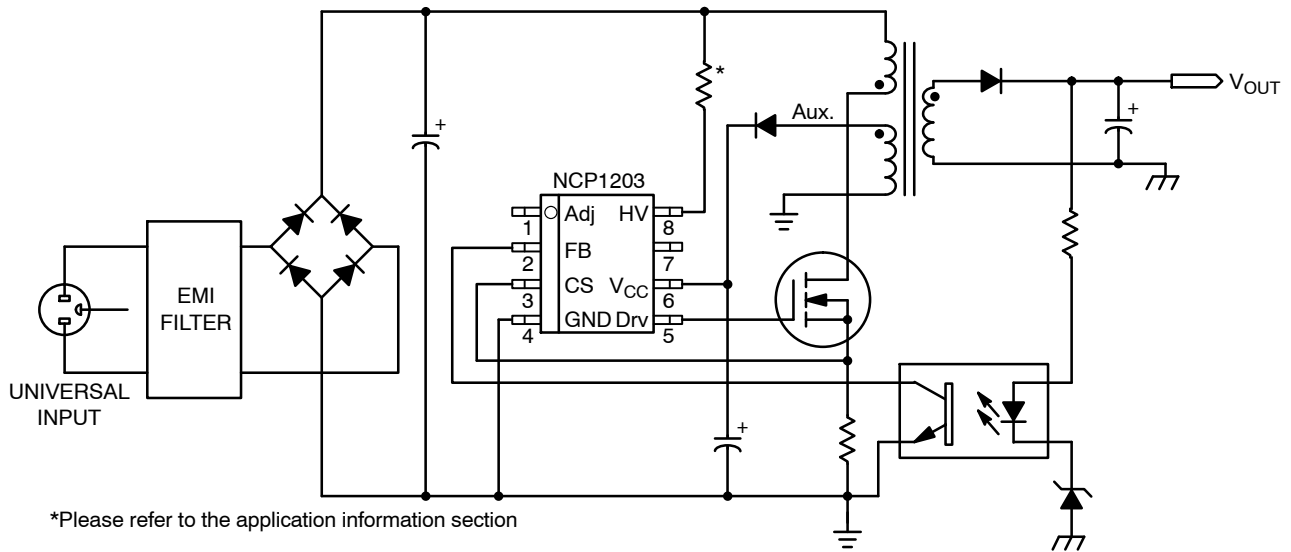 *
+
V_OUT
+
Aux.
NCP1203
Adj HV
1 8
FB
2 7
CS V_CC
3 6
GND Drv
4 5
EMI
FILTER
UNIVERSAL
INPUT
+
*Please refer to the application information section